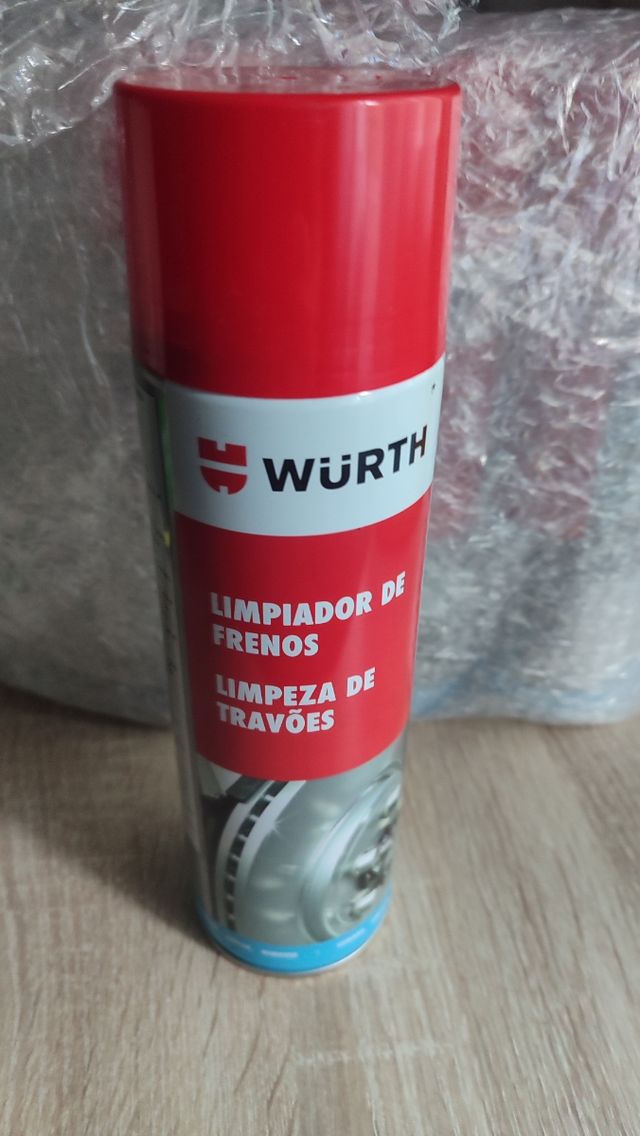 WÜRTH
LIMPIADOR DE
FRENOS
LIMPEZA DE
TRAVÕES